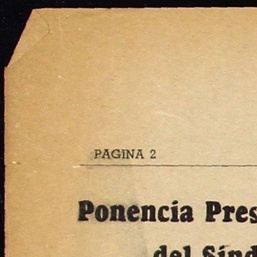 PAGINA 2
Ponencia Pres
del Sind